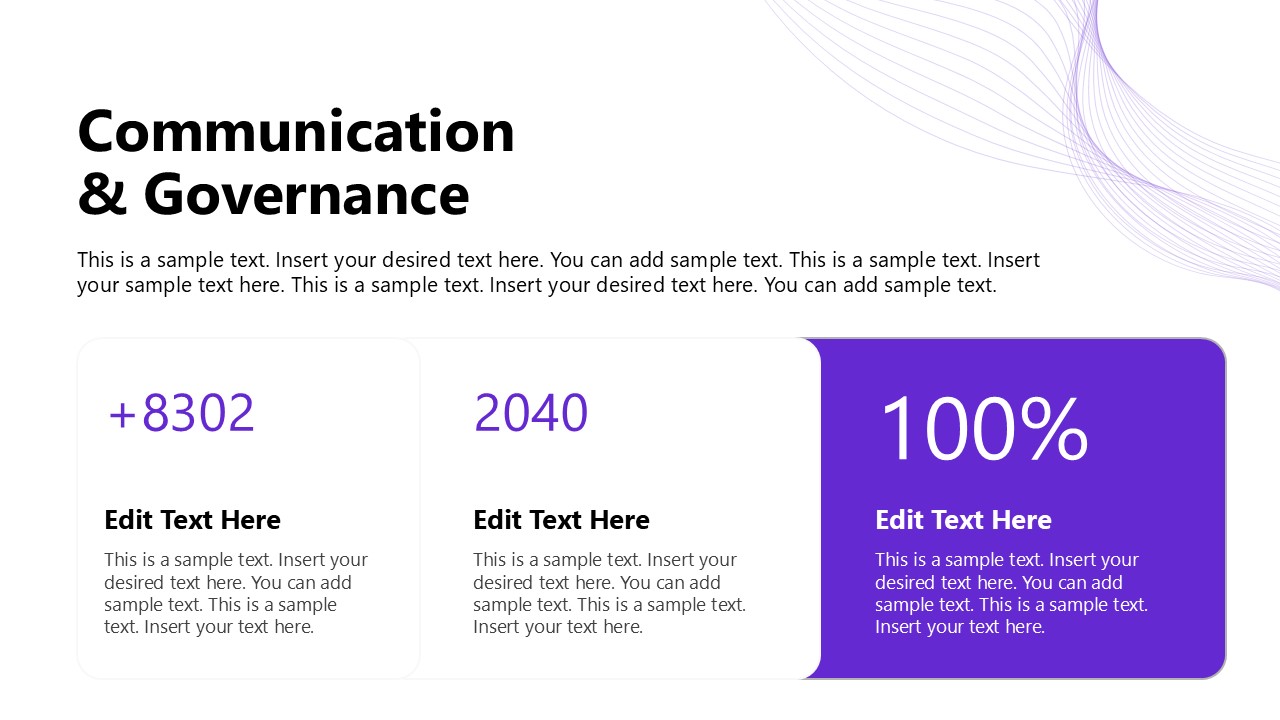 Communication
& Governance
This is a sample text. Insert your desired text here. You can add sample text. This is a sample text. Insert
your sample text here. This is a sample text. Insert your desired text here. You can add sample text.
+8302
Edit Text Here
This is a sample text. Insert your
desired text here. You can add
sample text. This is a sample
text. Insert your text here.
2040
Edit Text Here
This is a sample text. Insert your
desired text here. You can add
sample text. This is a sample text.
Insert your text here.
100%
Edit Text Here
This is a sample text. Insert your
desired text here. You can add
sample text. This is a sample text.
Insert your text here.